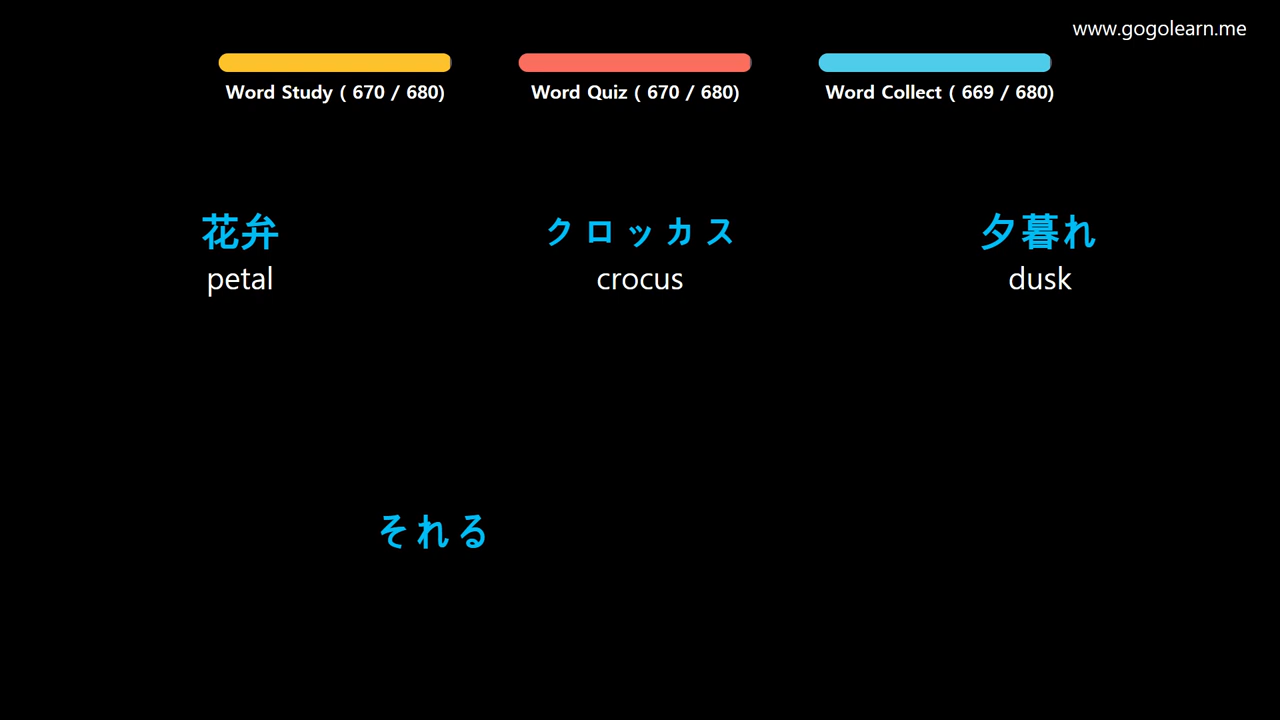 www.gogolearn.me
Word Study ( 670 / 680)
Word Quiz ( 670 / 680)
Word Collect ( 669 / 680)
花弁
petal
クロッカス
crocus
夕暮れ
dusk
それる